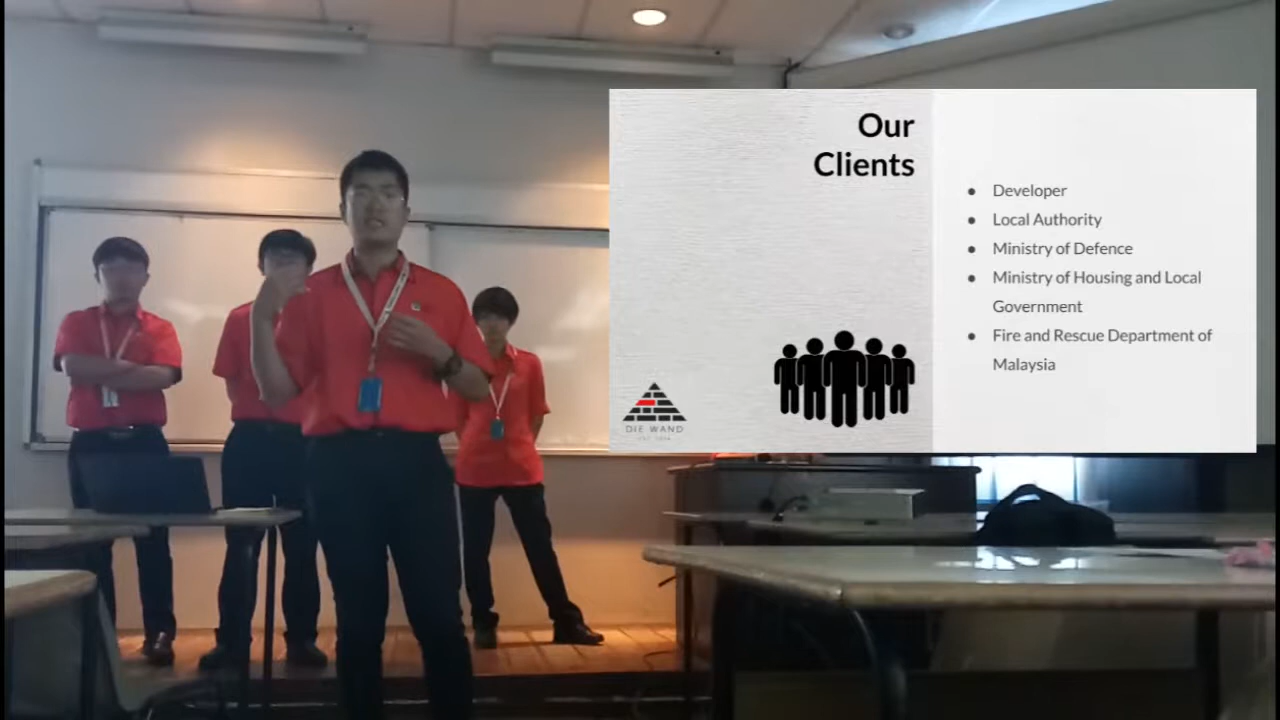 Our
Clients
● Developer
● Local Authority
● Ministry of Defence
● Ministry of Housing and Local
Government
● Fire and Rescue Department of
Malaysia
DIE WAND